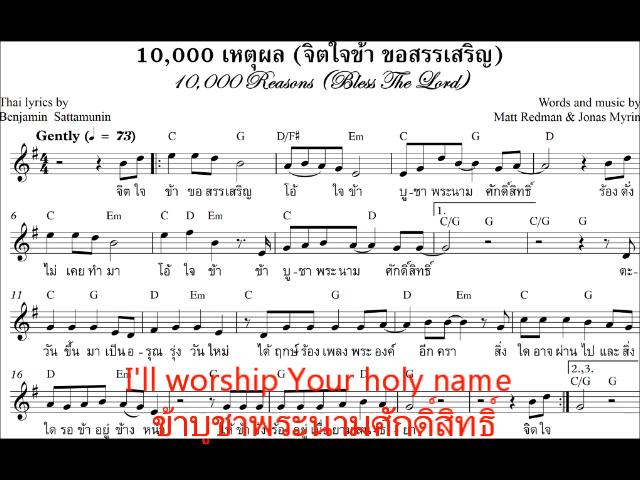 10,000 เหตุผล (จิตใจข้า ขอสรรเสริญ)
10,000 Reasons (Bless The Lord)
Thai lyrics by
Benjamin Sattamunin
Words and music by
Matt Redman & Jonas Myrin
Gently (♩ = 73)
C G D/F# Em C G D Em
จิต ใจ ข้า ขอ สรรเสริญ โอ้ ใจ ข้า บู-ชา พระนาม ศักดิ์สิทธิ์ ร้อง ดั่ง
6 C Em C D Em C D 1. C/G G C/G G
ไม่ เคย ทำ มา โอ้ ใจ ข้า ข้า บู-ชา พระนาม ศักดิ์สิทธิ์ ตะ-
11 C G D Em C G D Em C G
วัน ขึ้น มา เป็น อ - รุณ รุ่ง วัน ใหม่ ได้ ฤกษ์ ร้อง เพลง พระ องค์ อีก ครา สิ่ง ใด อาจ ผ่าน ไป และ สิ่ง
I'll worship Your holy name
ข้าบูชาพระนามศักดิ์สิทธิ์
16 D Em C G D 2.,3. C/G G
ใด รอ ข้า อยู่ ข้าง จิต ใจ